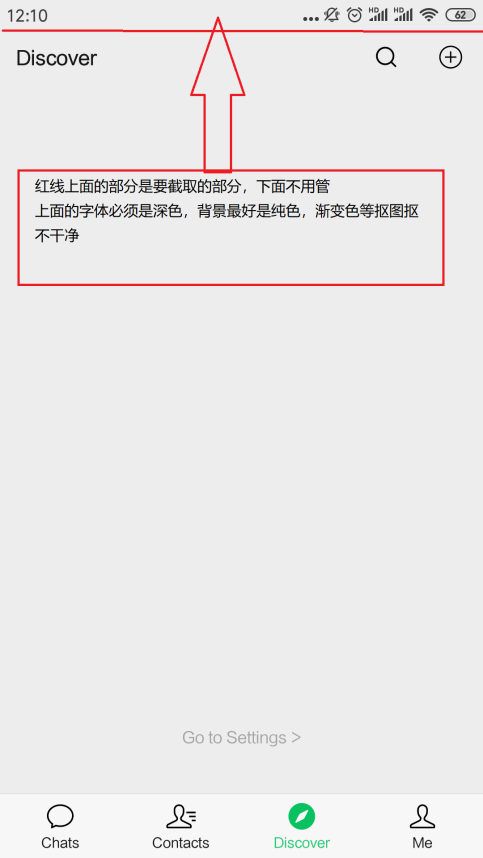 12:10
HD HD 62
Discover
红线上面的部分是要截取的部分，下面不用管
上面的字体必须是深色，背景最好是纯色，渐变色等抠图抠
不干净
Go to Settings >
Chats Contacts Discover Me